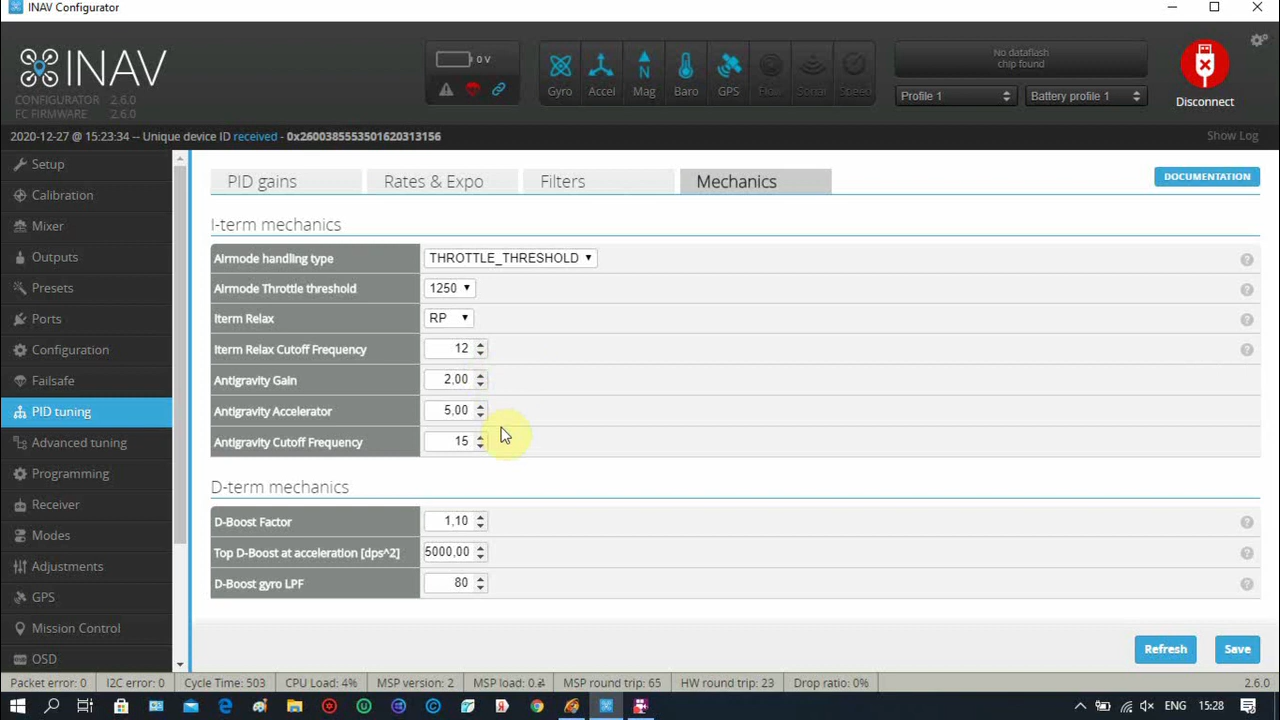 INAV Configurator
INAV
CONFIGURATOR 2.6.0
FC FIRMWARE 2.6.0
0 V
Gyro Accel Mag Baro GPS Flow Sonar Speed
No dataflash
chip found
Profile 1
Battery profile 1
Disconnect
2020-12-27 @ 15:23:34 -- Unique device ID received - 0x2600385553501620313156
Show Log
Setup
Calibration
Mixer
Outputs
Presets
Ports
Configuration
Failsafe
PID tuning
Advanced tuning
Programming
Receiver
Modes
Adjustments
GPS
Mission Control
OSD
PID gains Rates & Expo Filters Mechanics
DOCUMENTATION
I-term mechanics
Airmode handling type THROTTLE_THRESHOLD
Airmode Throttle threshold 1250
Iterm Relax RP
Iterm Relax Cutoff Frequency 12
Antigravity Gain 2,00
Antigravity Accelerator 5,00
Antigravity Cutoff Frequency 15
D-term mechanics
D-Boost Factor 1,10
Top D-Boost at acceleration [dps^2] 5000,00
D-Boost gyro LPF 80
Refresh Save
Packet error: 0 I2C error: 0 Cycle Time: 503 CPU Load: 4% MSP version: 2 MSP load: MSP round trip: 65 HW round trip: 23 Drop ratio: 0% 2.6.0
ENG 15:28